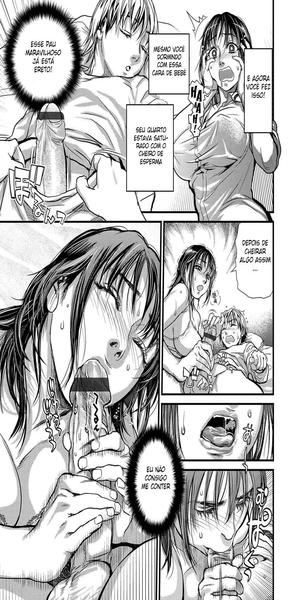 E AGORA
VOCÊ FEZ
ISSO!
MESMO VOCÊ
DORMINDO
COM ESSA
CARA DE BEBÊ
ESSE PAU
MARAVILHOSO
JÁ ESTÁ
ERETO!
SEU QUARTO
ESTAVA SATU-
RADO COM O
CHEIRO DE
ESPERMA
DEPOIS DE
CHEIRAR
ALGO ASSIM
...
EU NÃO
CONSIGO
ME CONTER